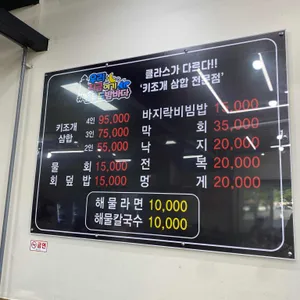 클라스가 다르다!!
'키조개 삼합 전문점'
키조개 삼합
4인 95,000
3인 75,000
2인 55,000
물 회 15,000
회 덮 밥 15,000
바지락비빔밥 15,000
막 회 35,000
낙 지 20,000
전 복 20,000
멍 게 20,000
해물라면 10,000
해물칼국수 10,000
금연